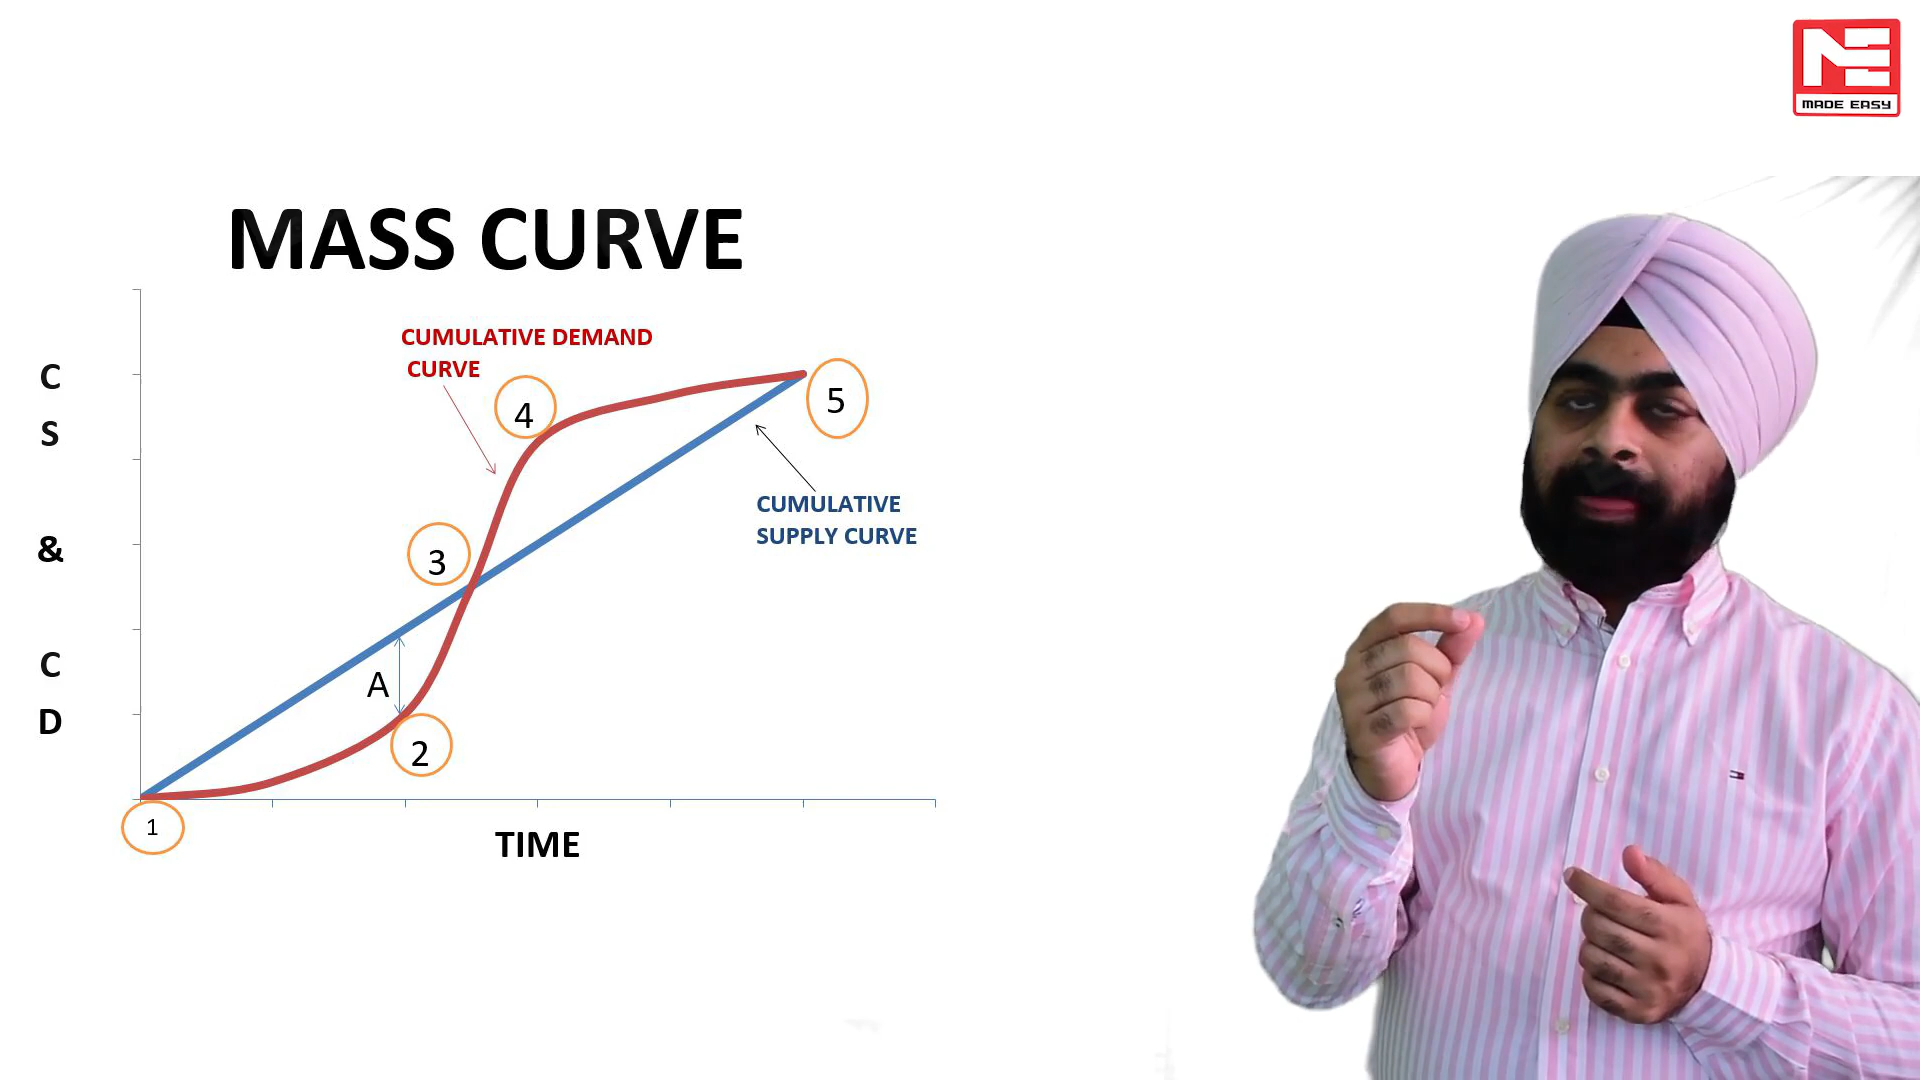 MADE EASY
MASS CURVE
CUMULATIVE DEMAND
CURVE
C
S
&
C
D
4
5
CUMULATIVE
SUPPLY CURVE
3
A
2
1
TIME